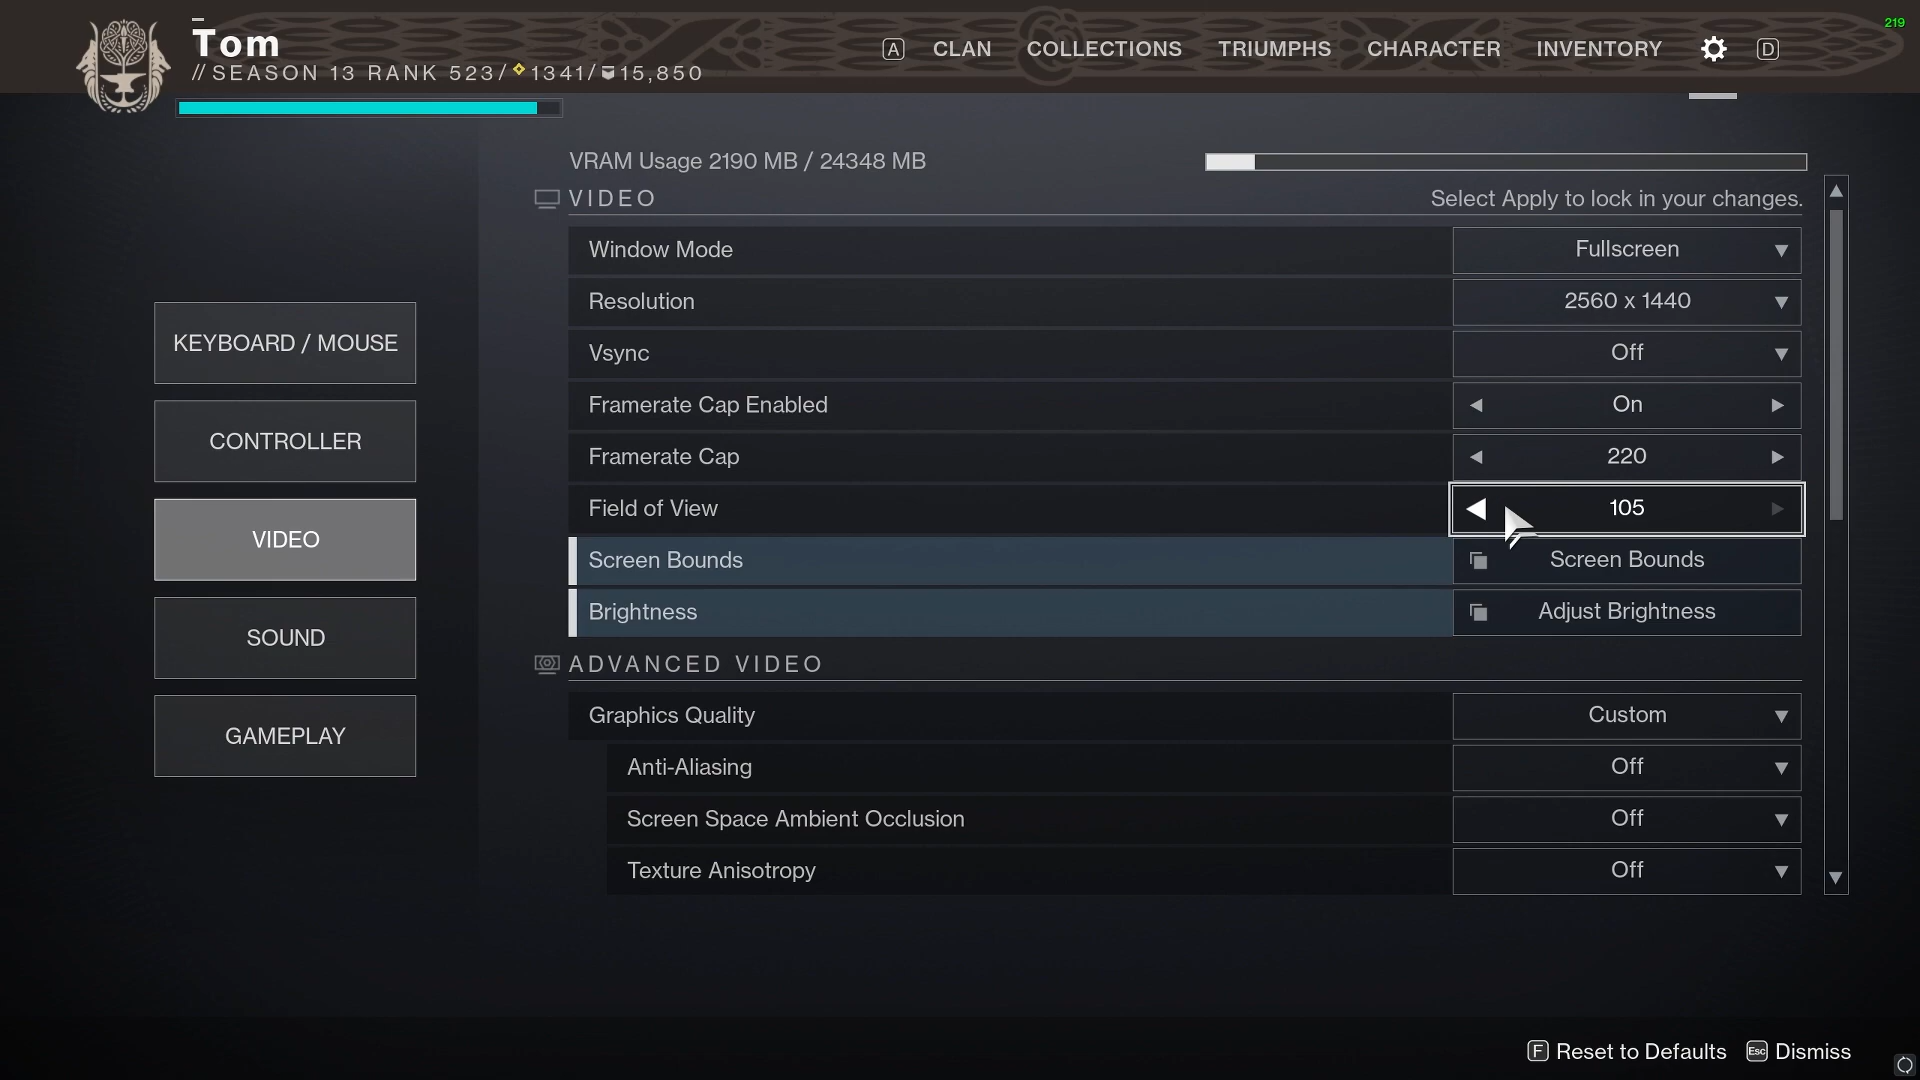 219
Tom
// SEASON 13 RANK 523/1341/15,850
A CLAN COLLECTIONS TRIUMPHS CHARACTER INVENTORY D
VRAM Usage 2190 MB / 24348 MB
VIDEO Select Apply to lock in your changes.
Window Mode Fullscreen
Resolution 2560 x 1440
Vsync Off
Framerate Cap Enabled On
Framerate Cap 220
Field of View 105
Screen Bounds Screen Bounds
Brightness Adjust Brightness
ADVANCED VIDEO
Graphics Quality Custom
Anti-Aliasing Off
Screen Space Ambient Occlusion Off
Texture Anisotropy Off
KEYBOARD / MOUSE
CONTROLLER
VIDEO
SOUND
GAMEPLAY
F Reset to Defaults Esc Dismiss